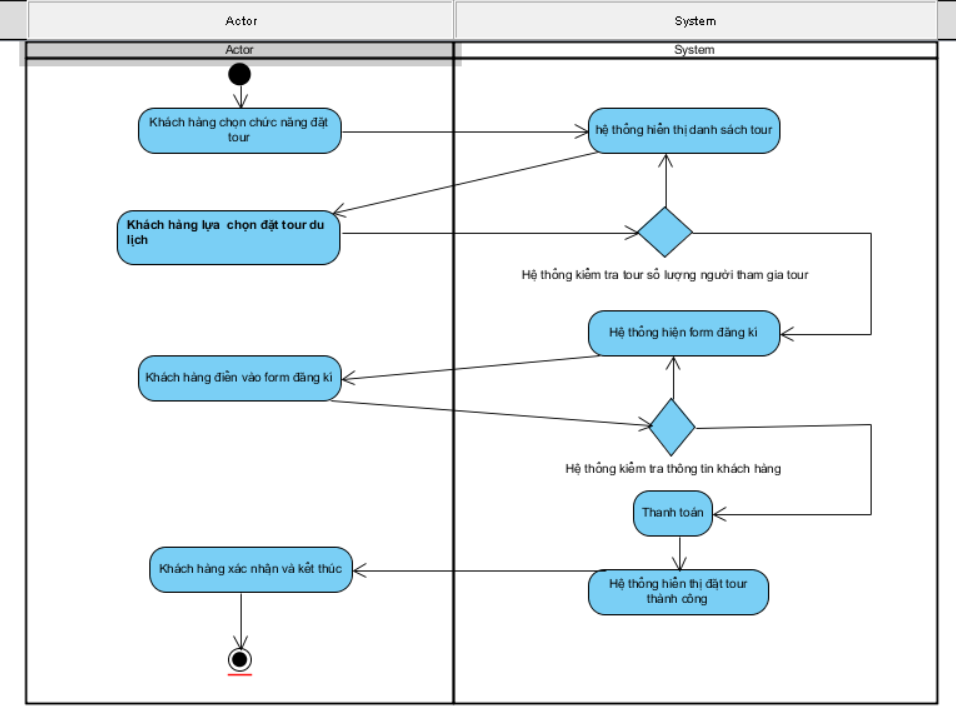 Actor
System
Actor
System
Khách hàng chọn chức năng đặt
tour
hệ thống hiển thị danh sách tour
Khách hàng lựa chọn đặt tour du
lịch
Hệ thống kiểm tra tour số lượng người tham gia tour
Hệ thống hiện form đăng kí
Khách hàng điền vào form đăng kí
Hệ thống kiểm tra thông tin khách hàng
Thanh toán
Khách hàng xác nhận và kết thúc
Hệ thống hiển thị đặt tour
thành công